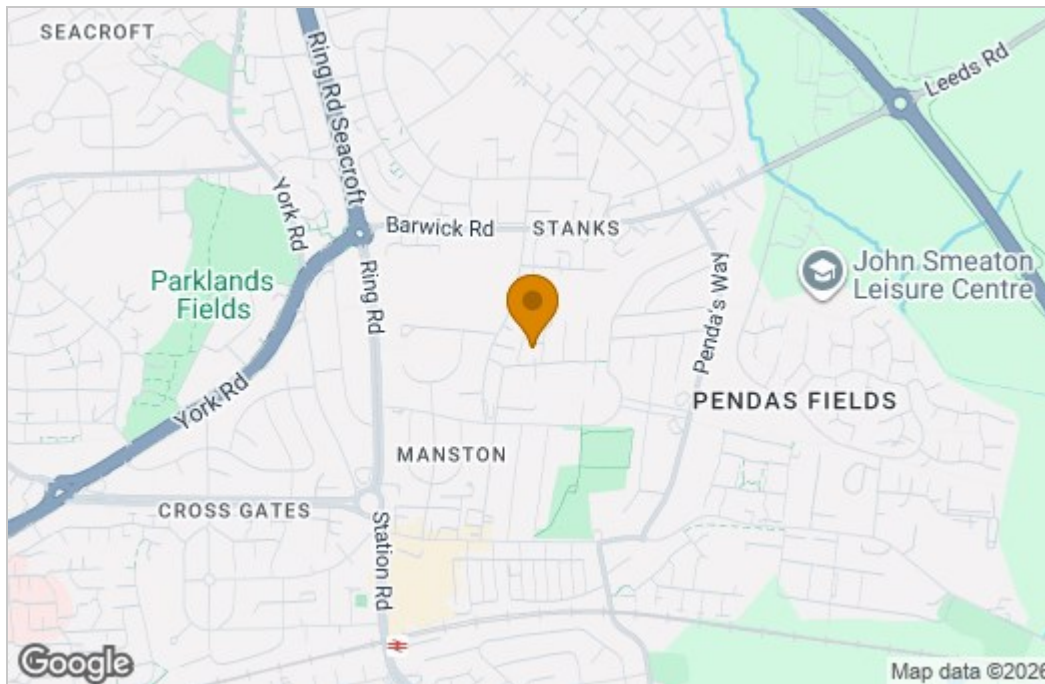 SEACROFT
Ring Rd Seacroft
Leeds Rd
York Rd
Barwick Rd
STANKS
Parklands
Fields
Ring Rd
Penda's Way
John Smeaton
Leisure Centre
York Rd
PENDAS FIELDS
MANSTON
CROSS GATES
Station Rd
Google
Map data ©2026